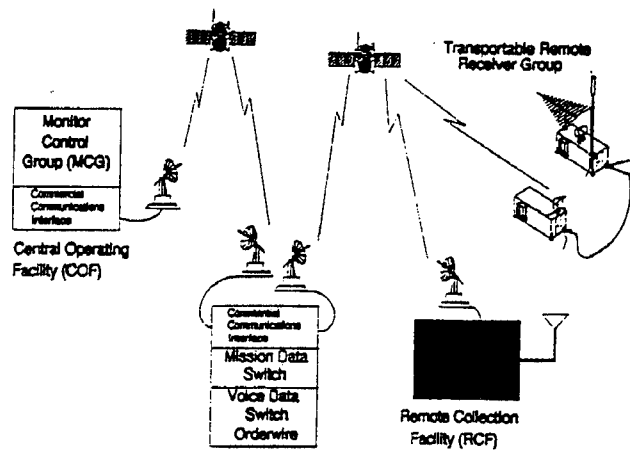 Transportable Remote
Receiver Group
Monitor
Control
Group (MCG)
Commercial
Communications
Interface
Central Operating
Facility (COF)
Commercial
Communications
Interface
Mission Data
Switch
Voice Data
Switch
Orderwire
Remote Collection
Facility (RCF)